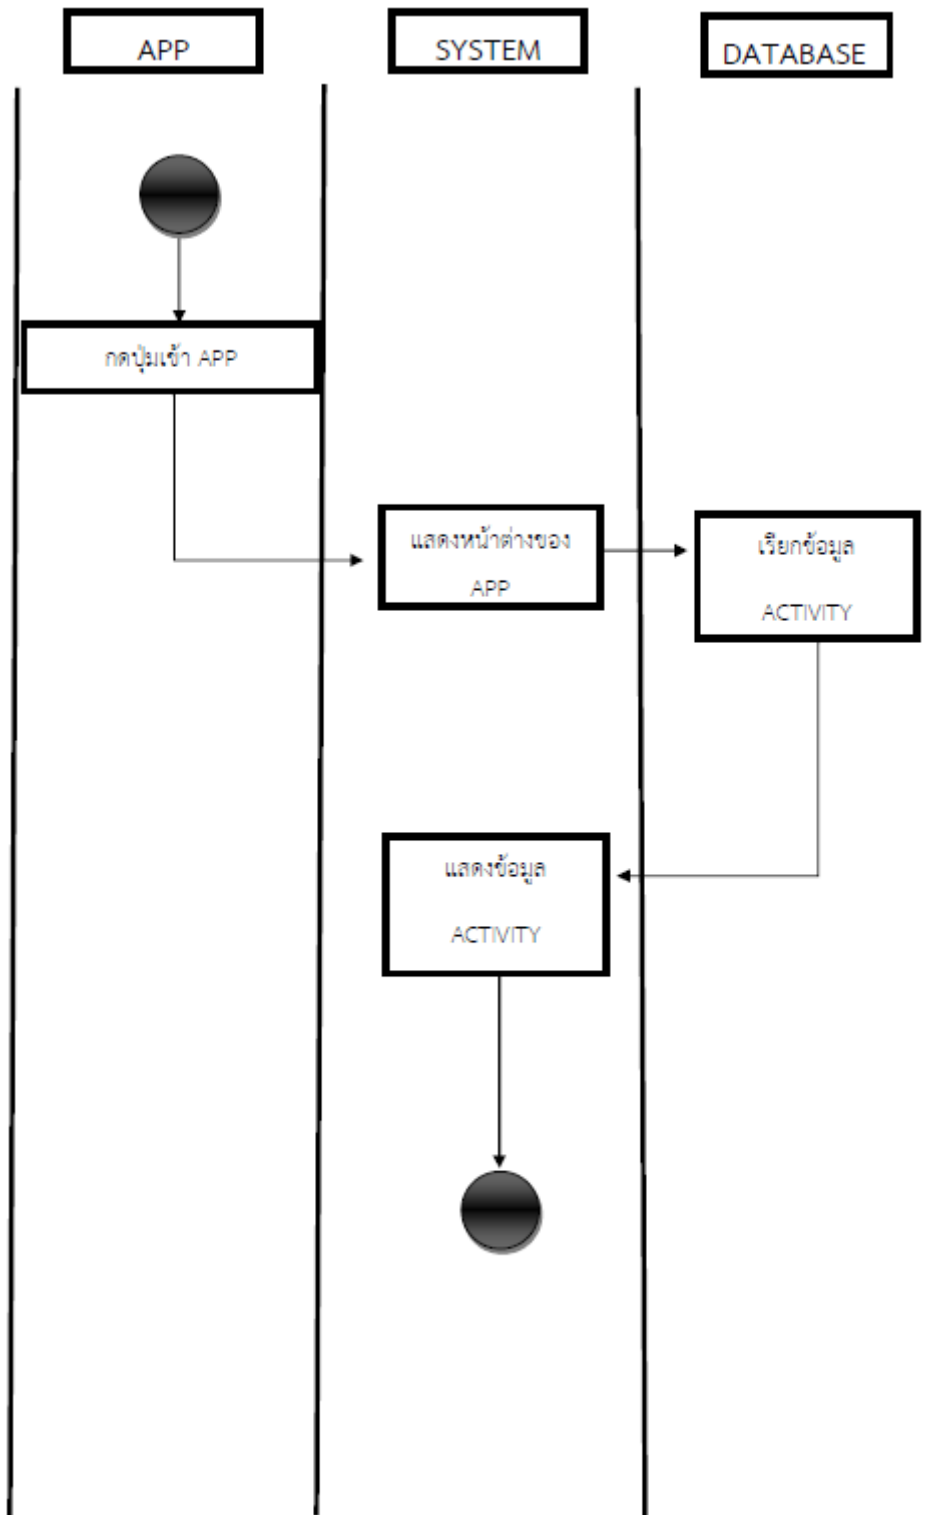 APP
SYSTEM
DATABASE
กดปุ่มเข้า APP
แสดงหน้าต่างของ
APP
เรียกข้อมูล
ACTIVITY
แสดงข้อมูล
ACTIVITY